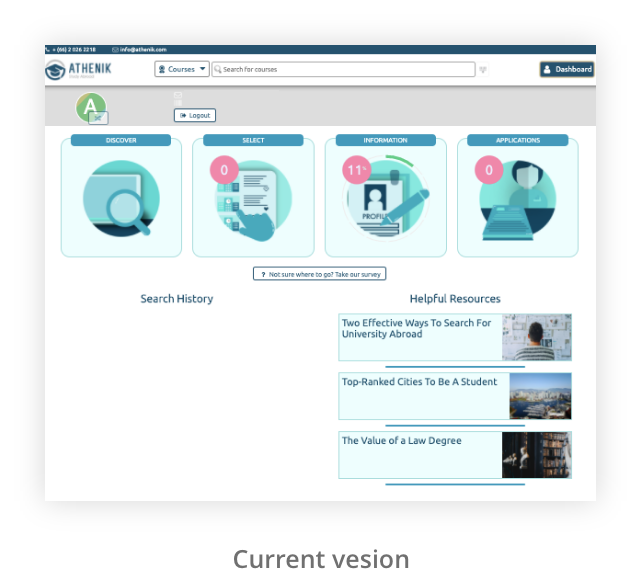 + (66) 2 026 2218 info@athenik.com
ATHENIK
Courses Search for courses Dashboard
A
Logout
DISCOVER SELECT INFORMATION APPLICATIONS
0 11% 0
PROFILE
? Not sure where to go? Take our survey
Search History Helpful Resources
Two Effective Ways To Search For
University Abroad
Top-Ranked Cities To Be A Student
The Value of a Law Degree
Current vesion